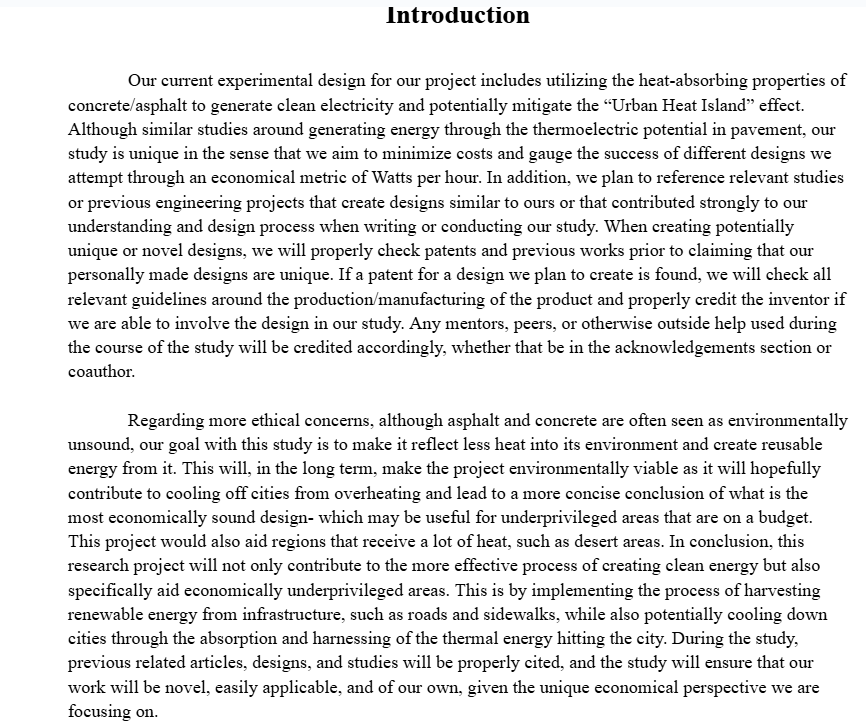 Introduction
Our current experimental design for our project includes utilizing the heat-absorbing properties of
concrete/asphalt to generate clean electricity and potentially mitigate the “Urban Heat Island” effect.
Although similar studies around generating energy through the thermoelectric potential in pavement, our
study is unique in the sense that we aim to minimize costs and gauge the success of different designs we
attempt through an economical metric of Watts per hour. In addition, we plan to reference relevant studies
or previous engineering projects that create designs similar to ours or that contributed strongly to our
understanding and design process when writing or conducting our study. When creating potentially
unique or novel designs, we will properly check patents and previous works prior to claiming that our
personally made designs are unique. If a patent for a design we plan to create is found, we will check all
relevant guidelines around the production/manufacturing of the product and properly credit the inventor if
we are able to involve the design in our study. Any mentors, peers, or otherwise outside help used during
the course of the study will be credited accordingly, whether that be in the acknowledgements section or
coauthor.
Regarding more ethical concerns, although asphalt and concrete are often seen as environmentally
unsound, our goal with this study is to make it reflect less heat into its environment and create reusable
energy from it. This will, in the long term, make the project environmentally viable as it will hopefully
contribute to cooling off cities from overheating and lead to a more concise conclusion of what is the
most economically sound design- which may be useful for underprivileged areas that are on a budget.
This project would also aid regions that receive a lot of heat, such as desert areas. In conclusion, this
research project will not only contribute to the more effective process of creating clean energy but also
specifically aid economically underprivileged areas. This is by implementing the process of harvesting
renewable energy from infrastructure, such as roads and sidewalks, while also potentially cooling down
cities through the absorption and harnessing of the thermal energy hitting the city. During the study,
previous related articles, designs, and studies will be properly cited, and the study will ensure that our
work will be novel, easily applicable, and of our own, given the unique economical perspective we are
focusing on.